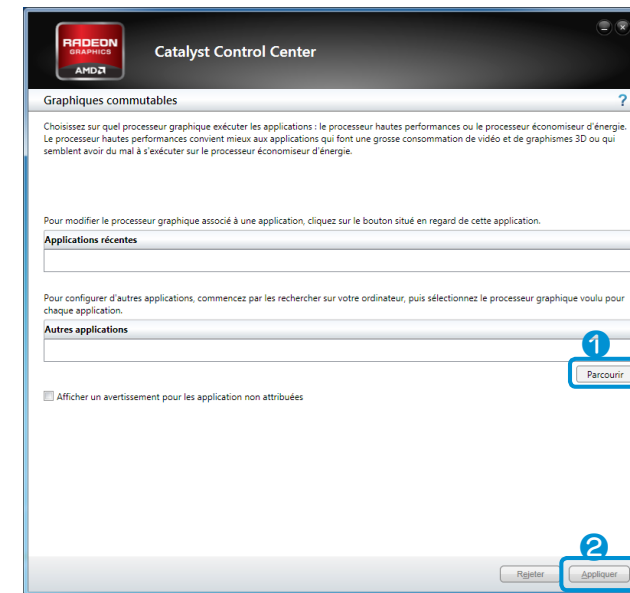 RADEON
GRAPHICS
AMD
Catalyst Control Center
Graphiques commutables
?
Choisissez sur quel processeur graphique exécuter les applications : le processeur hautes performances ou le processeur économiseur d'énergie.
Le processeur hautes performances convient mieux aux applications qui font une grosse consommation de vidéo et de graphismes 3D ou qui
semblent avoir du mal à s'exécuter sur le processeur économiseur d'énergie.
Pour modifier le processeur graphique associé à une application, cliquez sur le bouton situé en regard de cette application.
Applications récentes
Pour configurer d'autres applications, commencez par les rechercher sur votre ordinateur, puis sélectionnez le processeur graphique voulu pour
chaque application.
Autres applications
1
Parcourir
Afficher un avertissement pour les application non attribuées
2
Rejeter
Appliquer